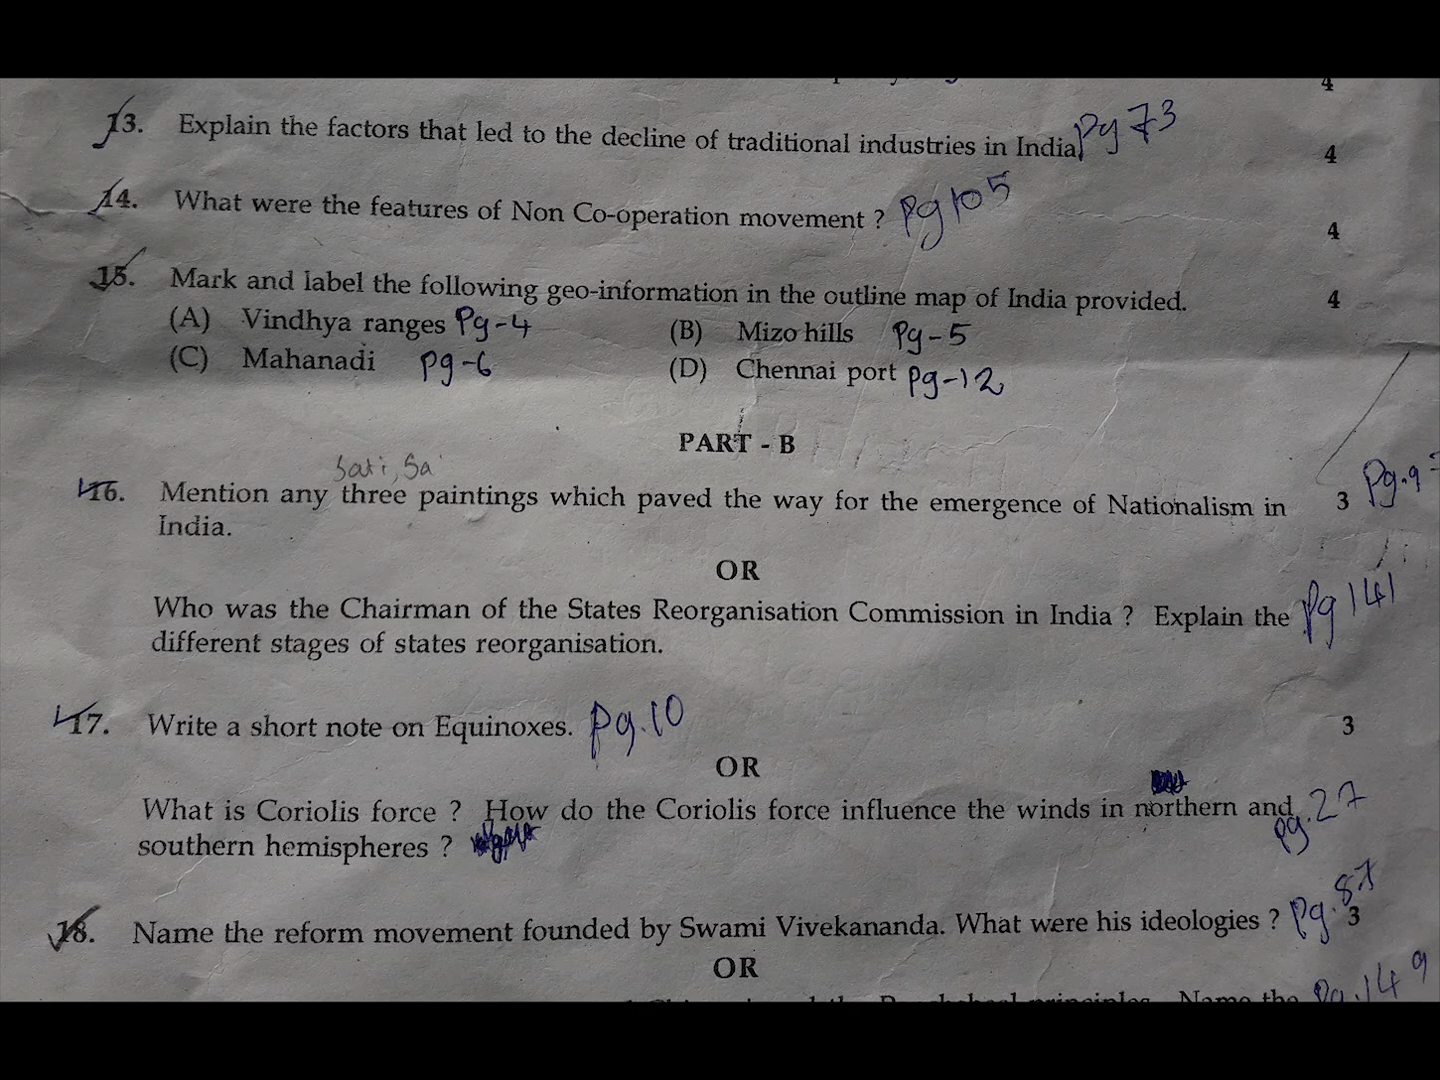 4
13. Explain the factors that led to the decline of traditional industries in India Pg 73
4
14. What were the features of Non Co-operation movement ? Pg 105
4
15. Mark and label the following geo-information in the outline map of India provided. 4
(A) Vindhya ranges Pg-4 (B) Mizo hills Pg-5
(C) Mahanadi Pg-6 (D) Chennai port Pg-12
PART - B
Sati, Sa
16. Mention any three paintings which paved the way for the emergence of Nationalism in 3
India.
OR
Who was the Chairman of the States Reorganisation Commission in India ? Explain the Pg 141
different stages of states reorganisation.
17. Write a short note on Equinoxes. Pg.10 3
OR
What is Coriolis force ? How do the Coriolis force influence the winds in northern and pg.27
southern hemispheres ?
18. Name the reform movement founded by Swami Vivekananda. What were his ideologies ? Pg.87 3
OR
principles. Name the Pg.149